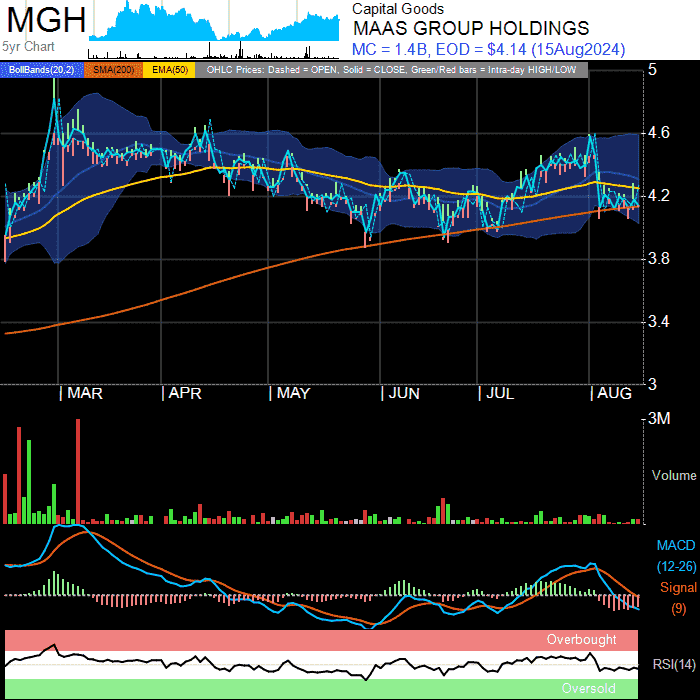 MGH
5yr Chart
Capital Goods
MAAS GROUP HOLDINGS
MC = 1.4B, EOD = $4.14 (15Aug2024)
BollBands(20,2) SMA(200) EMA(50) OHLC Prices: Dashed = OPEN, Solid = CLOSE, Green/Red bars = Intra-day HIGH/LOW
5
4.6
4.2
3.8
3.4
3
MAR APR MAY JUN JUL AUG
3M
Volume
MACD
(12-26)
Signal
(9)
Overbought
RSI(14)
Oversold